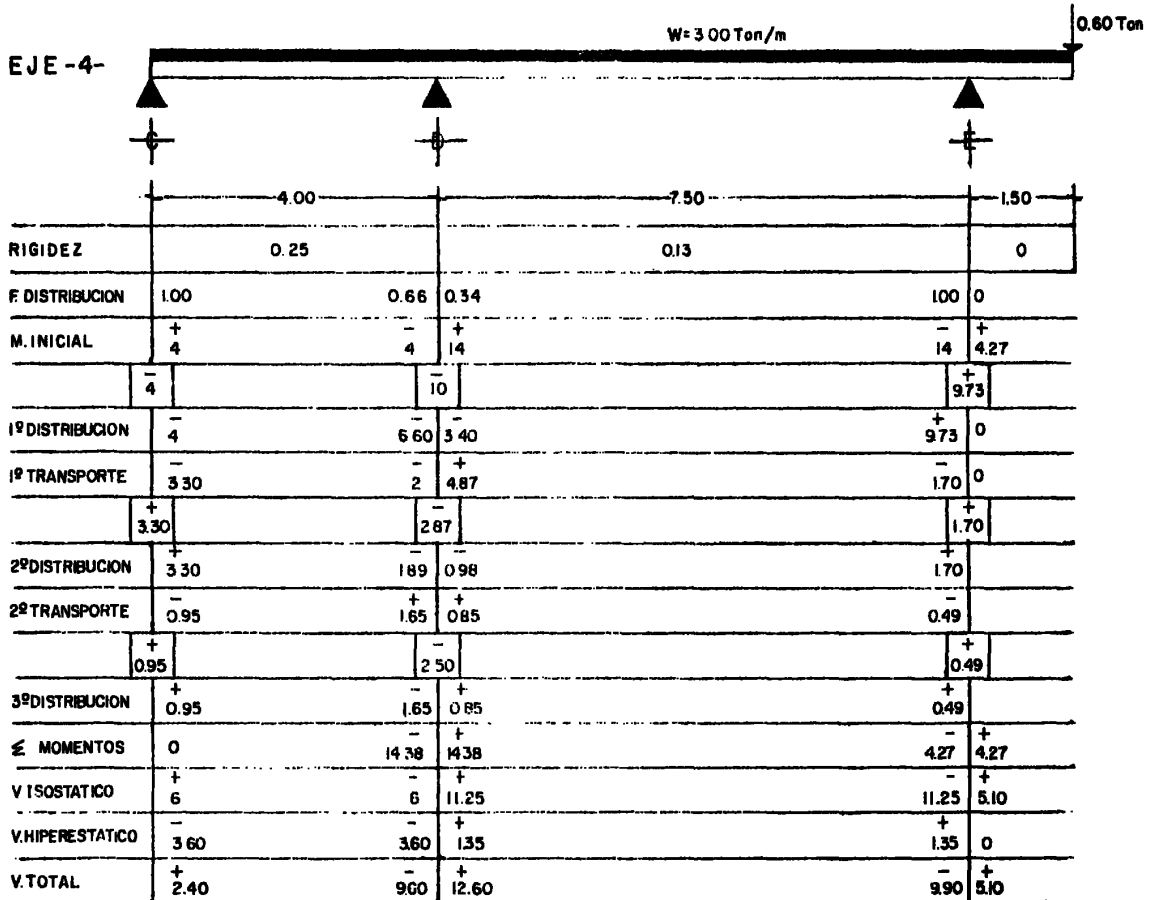 W= 3 00 Ton/m
0.60 Ton
EJE -4-
C D E
4.00 7.50 1.50
RIGIDEZ 0.25 0.13 0
F. DISTRIBUCION 1.00 0.66 0.34 1.00 0
+ - + - +
M. INICIAL 4 4 14 14 4.27
- - +
4 10 9.73
- - - +
1º DISTRIBUCION 4 6 60 3 40 9.73 0
- - + -
1º TRANSPORTE 3 30 2 4.87 1.70 0
+ - +
3.30 2 87 1.70
+ - - +
2º DISTRIBUCION 3 30 1 89 0 98 1.70
- + + -
2º TRANSPORTE 0.95 1.65 0.85 0.49
+ - +
0.95 2 50 0.49
+ - + +
3º DISTRIBUCION 0.95 1.65 0 85 0.49
- + - +
Σ MOMENTOS 0 14 38 14 38 4.27 4.27
+ - + - +
V ISOSTATICO 6 6 11.25 11.25 5.10
- - + +
V. HIPERESTATICO 3 60 3.60 1.35 1.35 0
+ - + - +
V. TOTAL 2.40 9.60 12.60 9.90 5.10